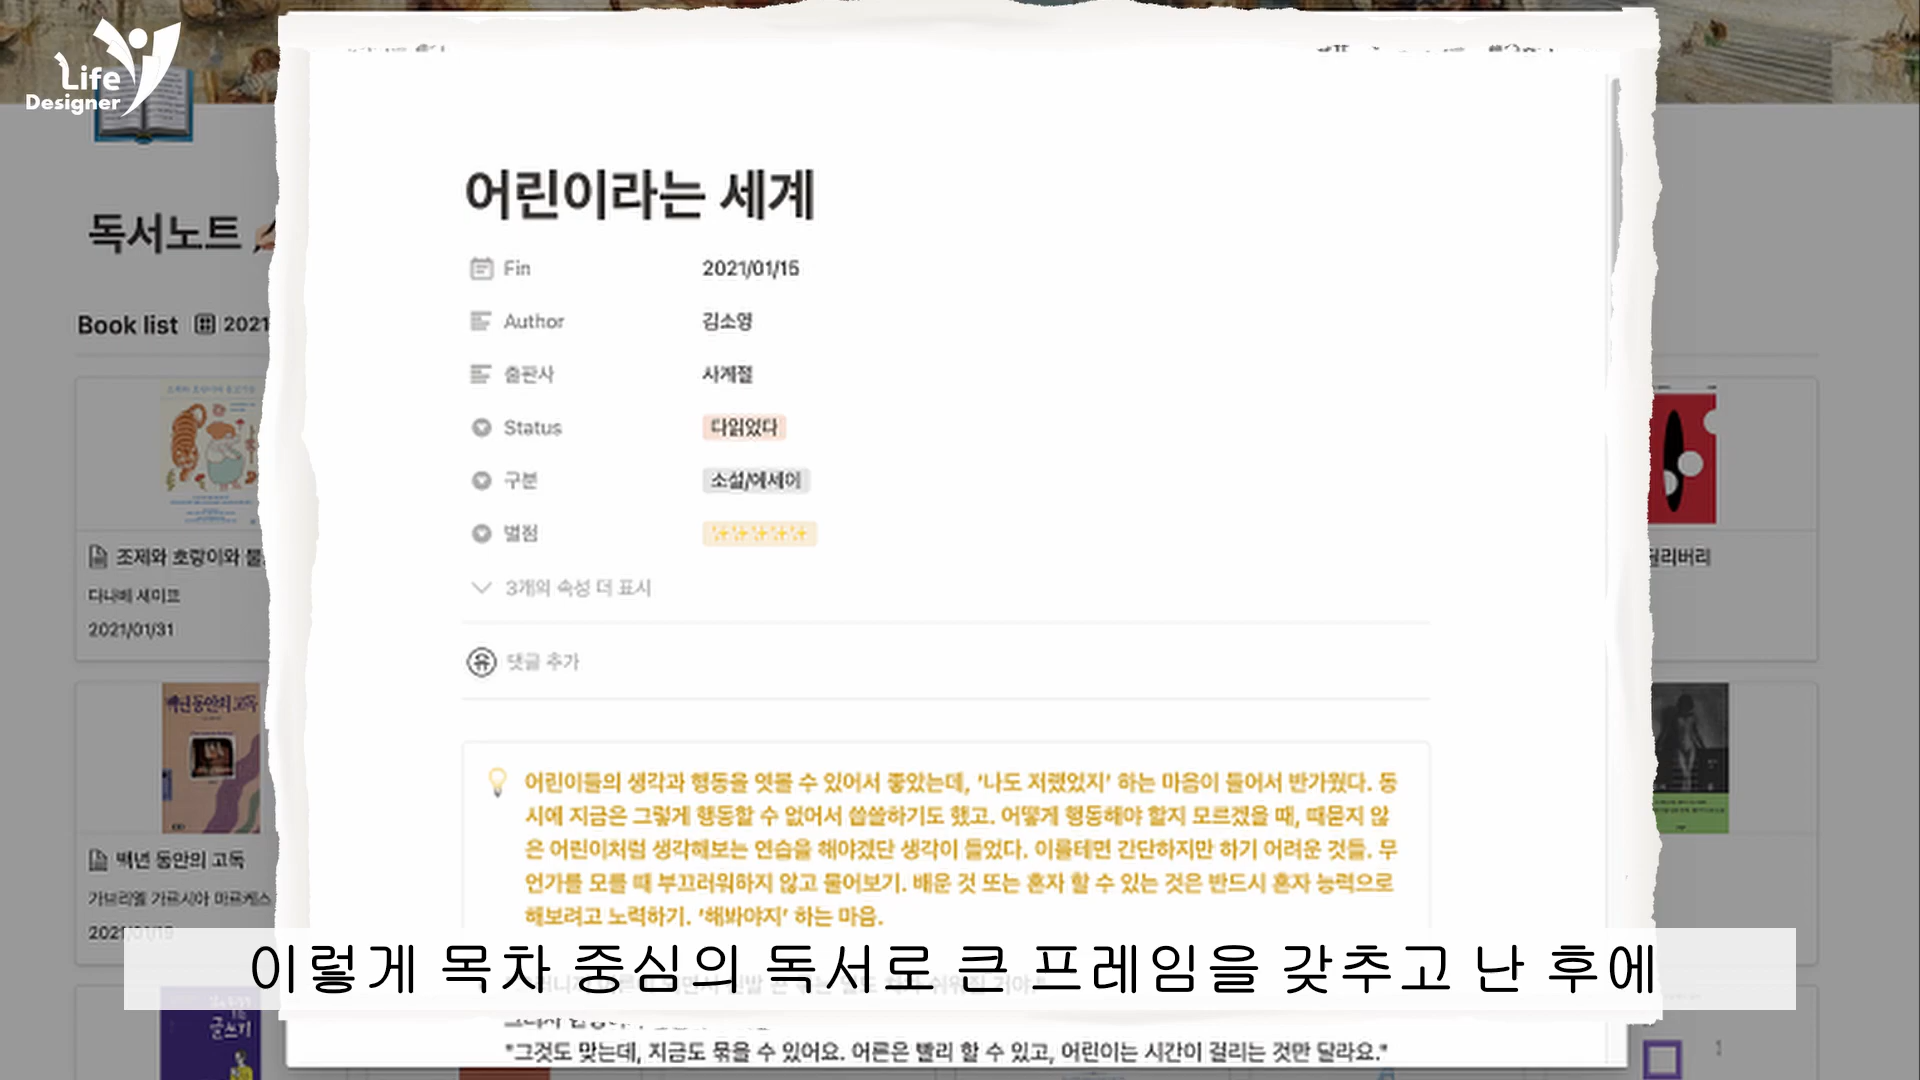 Life
Designer
독서노트
Book list 2021
조제와 호랑이와
다나베 세이코
2021/01/31
백년 동안의 고독
백년 동안의 고독
가브리엘 가르시아 마르케스
2021/01/19
글쓰기
어린이라는 세계
Fin 2021/01/15
Author 김소영
출판사 사계절
Status 다읽었다
구분 소설/에세이
별점 ✨✨✨✨✨
3개의 속성 더 표시
유 댓글 추가
어린이들의 생각과 행동을 엿볼 수 있어서 좋았는데, '나도 저랬었지' 하는 마음이 들어서 반가웠다. 동
시에 지금은 그렇게 행동할 수 없어서 씁쓸하기도 했고. 어떻게 행동해야 할지 모르겠을 때, 때묻지 않
은 어린이처럼 생각해보는 연습을 해야겠단 생각이 들었다. 이를테면 간단하지만 하기 어려운 것들. 무
언가를 모를 때 부끄러워하지 않고 물어보기. 배운 것 또는 혼자 할 수 있는 것은 반드시 혼자 능력으로
해보려고 노력하기. '해봐야지' 하는 마음.
이렇게 목차 중심의 독서로 큰 프레임을 갖추고 난 후에
"그것도 맞는데, 지금도 묶을 수 있어요. 어른은 빨리 할 수 있고, 어린이는 시간이 걸리는 것만 달라요."
딜리버리